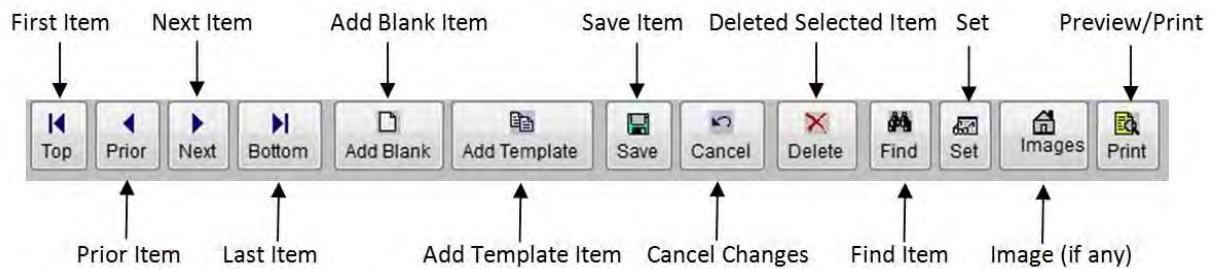 First Item Next Item Add Blank Item Save Item Deleted Selected Item Set Preview/Print
Top Prior Next Bottom Add Blank Add Template Save Cancel Delete Find Set Images Print
Prior Item Last Item Add Template Item Cancel Changes Find Item Image (if any)